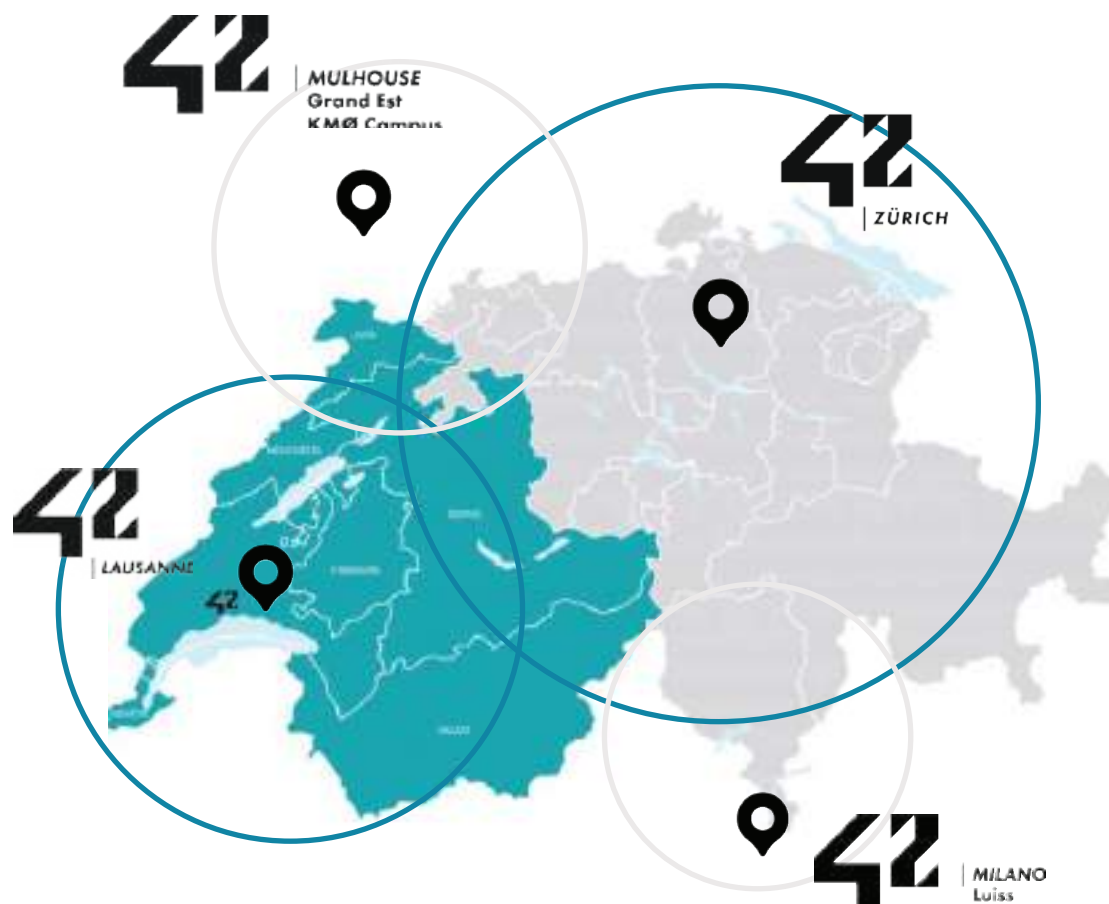 42
MULHOUSE
Grand Est
KMØ Campus
42
ZÜRICH
42
LAUSANNE
42
42
MILANO
Luiss